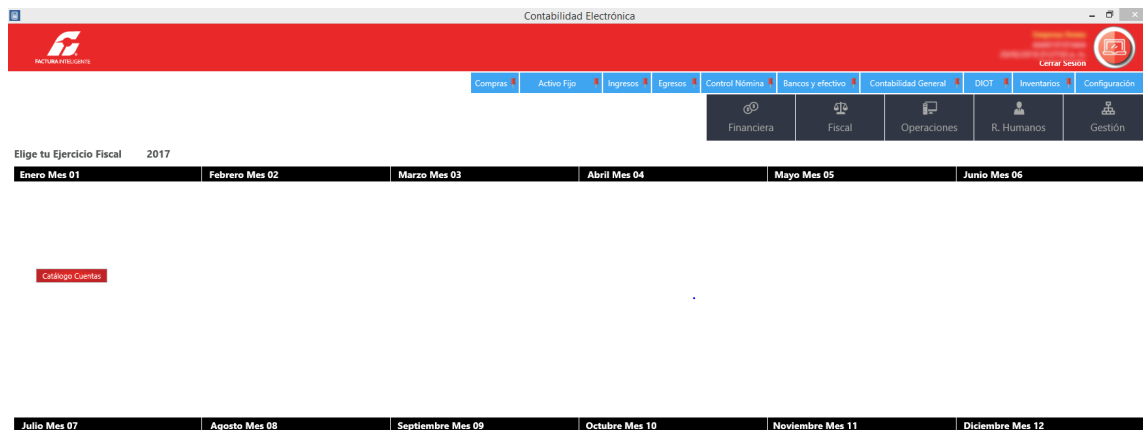 Contabilidad Electrónica
FACTURA INTELIGENTE
Cerrar Sesión
Compras Activo Fijo Ingresos Egresos Control Nómina Bancos y efectivo Contabilidad General DIOT Inventarios Configuración
Financiera Fiscal Operaciones R. Humanos Gestión
Elige tu Ejercicio Fiscal 2017
Enero Mes 01 Febrero Mes 02 Marzo Mes 03 Abril Mes 04 Mayo Mes 05 Junio Mes 06
Catálogo Cuentas
Julio Mes 07 Agosto Mes 08 Septiembre Mes 09 Octubre Mes 10 Noviembre Mes 11 Diciembre Mes 12